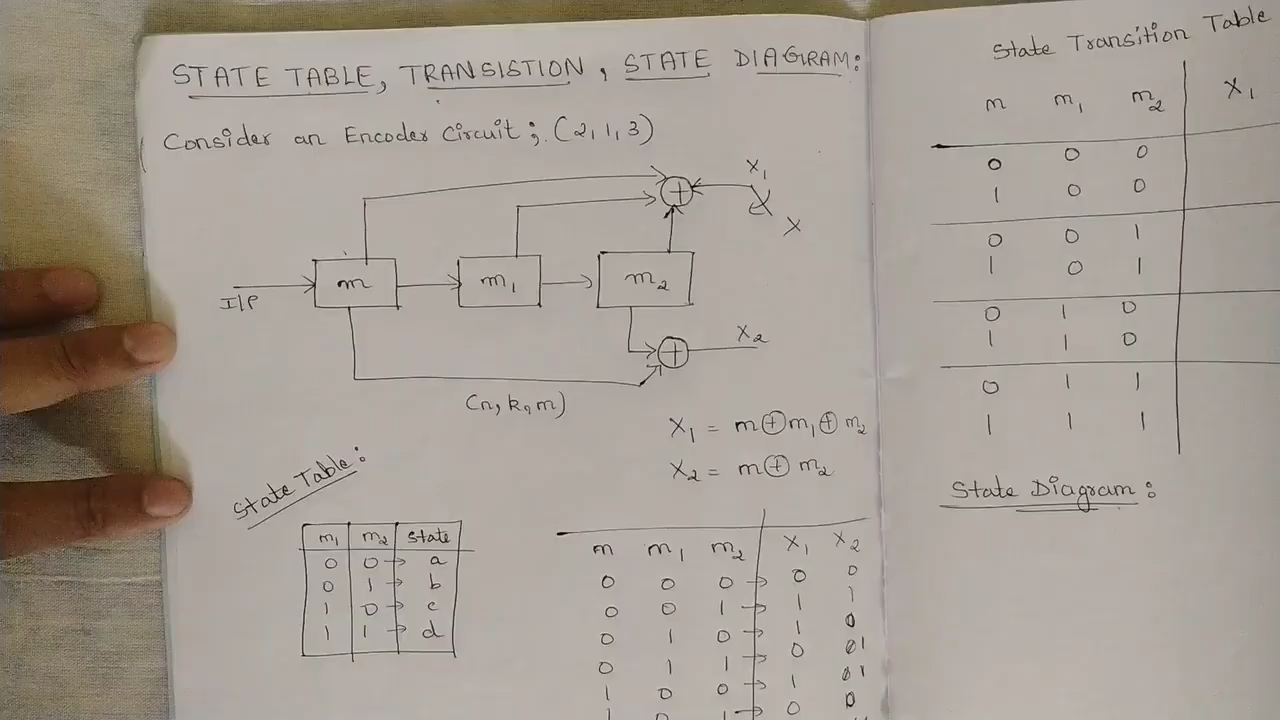 STATE TABLE, TRANSISTION, STATE DIAGRAM:
Consider an Encoder Circuit; (2,1,3)
X₁
X
I/P
m
m₁
m₂
X₂
(n, k, m)
X₁ = m⊕m₁⊕m₂
X₂ = m⊕m₂
State Table:
m₁ m₂ State
0 0 → a
0 1 → b
1 0 → c
1 1 → d
m m₁ m₂ X₁ X₂
0 0 0 → 0 0
0 0 1 → 1 1
0 1 0 → 1 0
0 1 1 → 0 1
1 0 0 → 1 1
1 0 1 → 0 0
State Transition Table
m m₁ m₂ X₁
0 0 0
1 0 0
0 0 1
1 0 1
0 1 0
1 1 0
0 1 1
1 1 1
State Diagram: